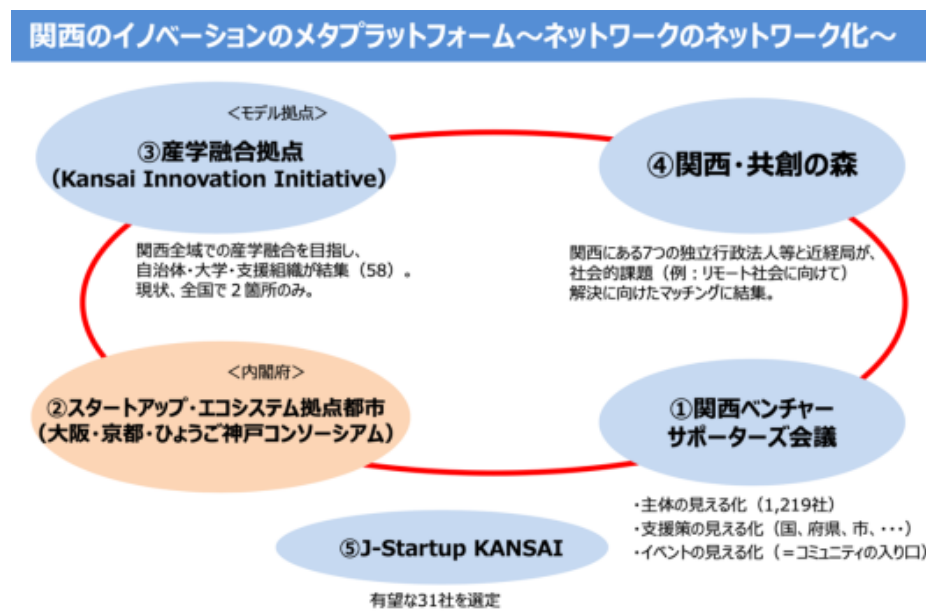 関西のイノベーションのメタプラットフォーム～ネットワークのネットワーク化～
＜モデル拠点＞
③産学融合拠点
（Kansai Innovation Initiative）
関西全域での産学融合を目指し、
自治体・大学・支援組織が結集（58）。
現状、全国で２箇所のみ。
④関西・共創の森
関西にある7つの独立行政法人等と近経局が、
社会的課題（例：リモート社会に向けて）
解決に向けたマッチングに結集。
＜内閣府＞
②スタートアップ・エコシステム拠点都市
（大阪・京都・ひょうご神戸コンソーシアム）
①関西ベンチャー
サポーターズ会議
・主体の見える化（1,219社）
・支援策の見える化（国、府県、市、・・・）
・イベントの見える化（＝コミュニティの入り口）
⑤J-Startup KANSAI
有望な31社を選定